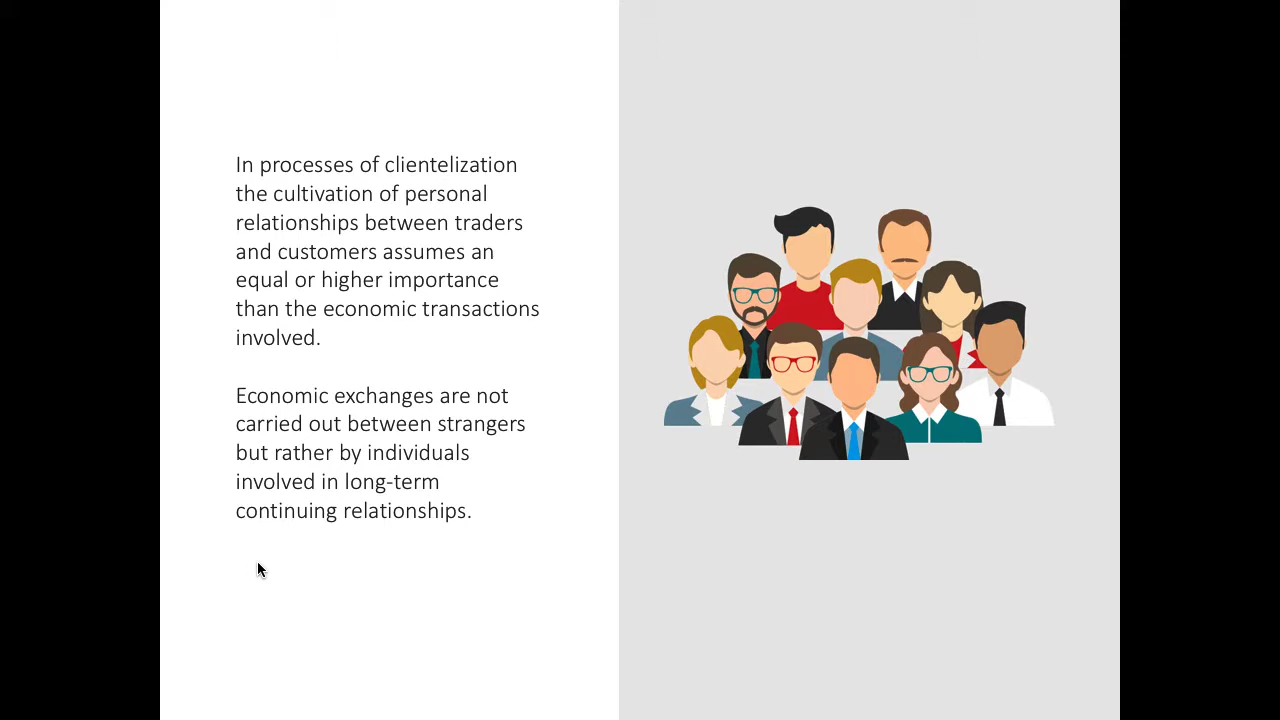 In processes of clientelization
the cultivation of personal
relationships between traders
and customers assumes an
equal or higher importance
than the economic transactions
involved.
Economic exchanges are not
carried out between strangers
but rather by individuals
involved in long-term
continuing relationships.